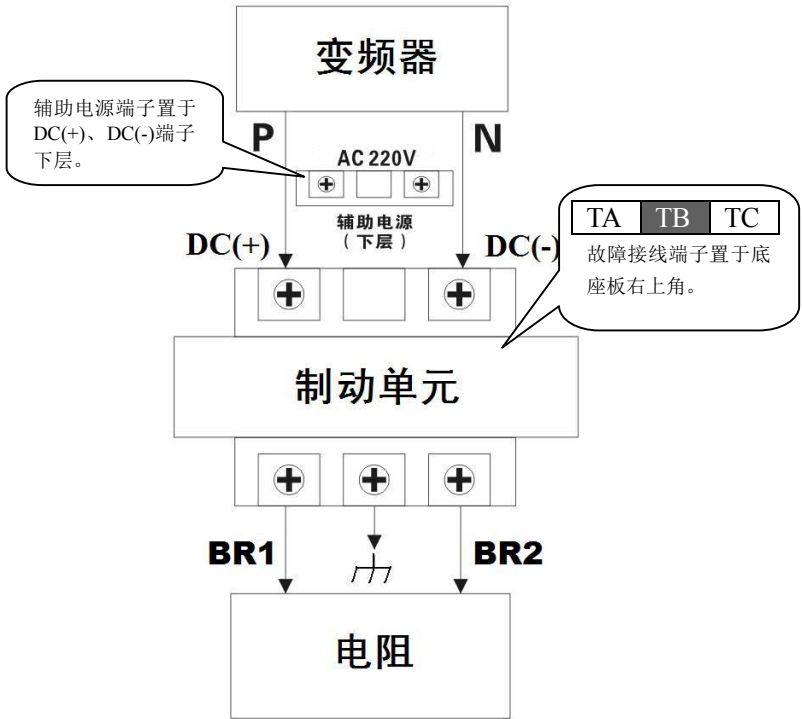 变频器
辅助电源端子置于
DC(+)、DC(-)端子
下层。
P
N
AC 220V
辅助电源
（下层）
DC(+)
DC(-)
TA TB TC
故障接线端子置于底
座板右上角。
制动单元
BR1
BR2
电阻